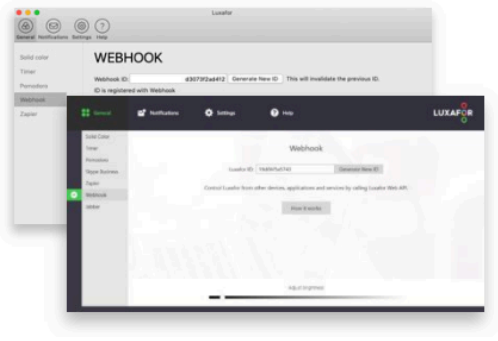 Luxafor
General Notifications Settings Help
Solid color
Timer
Pomodoro
Webhook
Zapier
WEBHOOK
Webhook ID: d3073f2ad412 Generate New ID This will invalidate the previous ID.
ID is registered with Webhook
General Notifications Settings Help LUXAFOR
Solid Color
Timer
Pomodoro
Skype Business
Zapier
Webhook
Webex
Webhook
Luxafor ID: Generate New ID
Control Luxafor from other devices, applications and services by calling Luxafor Web API.
How it works
Adjust brightness